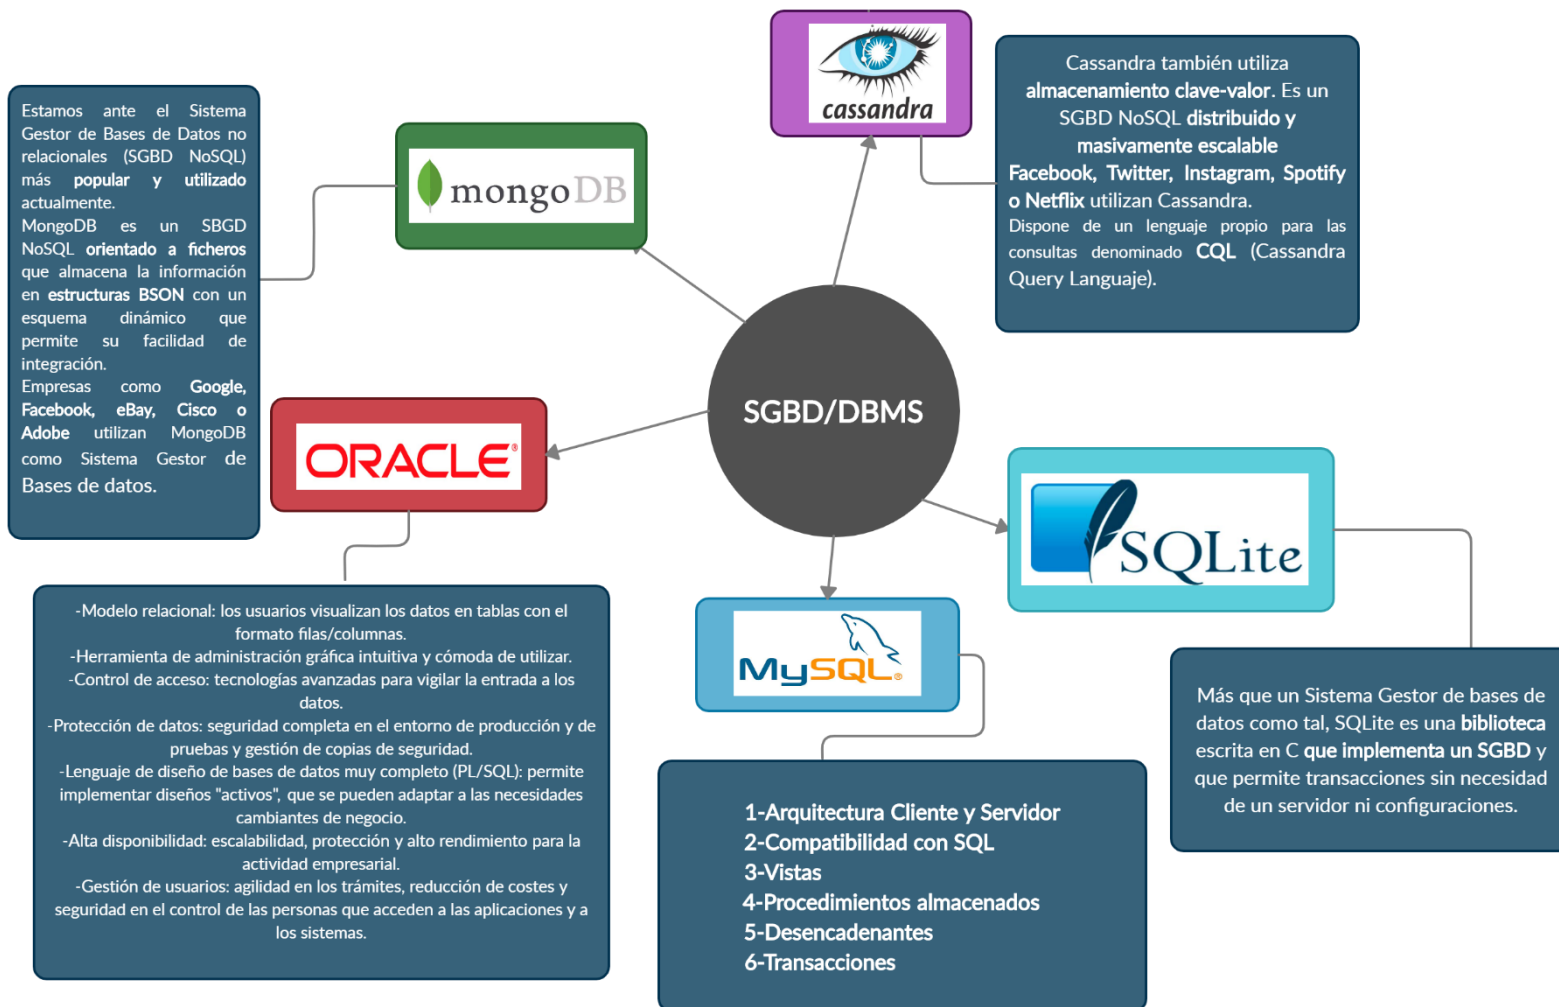 cassandra
Cassandra también utiliza
almacenamiento clave-valor. Es un
SGBD NoSQL distribuido y
masivamente escalable
Facebook, Twitter, Instagram, Spotify
o Netflix utilizan Cassandra.
Dispone de un lenguaje propio para las
consultas denominado CQL (Cassandra
Query Languaje).
mongoDB
Estamos ante el Sistema
Gestor de Bases de Datos no
relacionales (SGBD NoSQL)
más popular y utilizado
actualmente.
MongoDB es un SBGD
NoSQL orientado a ficheros
que almacena la información
en estructuras BSON con un
esquema dinámico que
permite su facilidad de
integración.
Empresas como Google,
Facebook, eBay, Cisco o
Adobe utilizan MongoDB
como Sistema Gestor de
Bases de datos.
SGBD/DBMS
ORACLE®
-Modelo relacional: los usuarios visualizan los datos en tablas con el
formato filas/columnas.
-Herramienta de administración gráfica intuitiva y cómoda de utilizar.
-Control de acceso: tecnologías avanzadas para vigilar la entrada a los
datos.
-Protección de datos: seguridad completa en el entorno de producción y de
pruebas y gestión de copias de seguridad.
-Lenguaje de diseño de bases de datos muy completo (PL/SQL): permite
implementar diseños "activos", que se pueden adaptar a las necesidades
cambiantes de negocio.
-Alta disponibilidad: escalabilidad, protección y alto rendimiento para la
actividad empresarial.
-Gestión de usuarios: agilidad en los trámites, reducción de costes y
seguridad en el control de las personas que acceden a las aplicaciones y a
los sistemas.
MySQL®
1-Arquitectura Cliente y Servidor
2-Compatibilidad con SQL
3-Vistas
4-Procedimientos almacenados
5-Desencadenantes
6-Transacciones
SQLite
Más que un Sistema Gestor de bases de
datos como tal, SQLite es una biblioteca
escrita en C que implementa un SGBD y
que permite transacciones sin necesidad
de un servidor ni configuraciones.